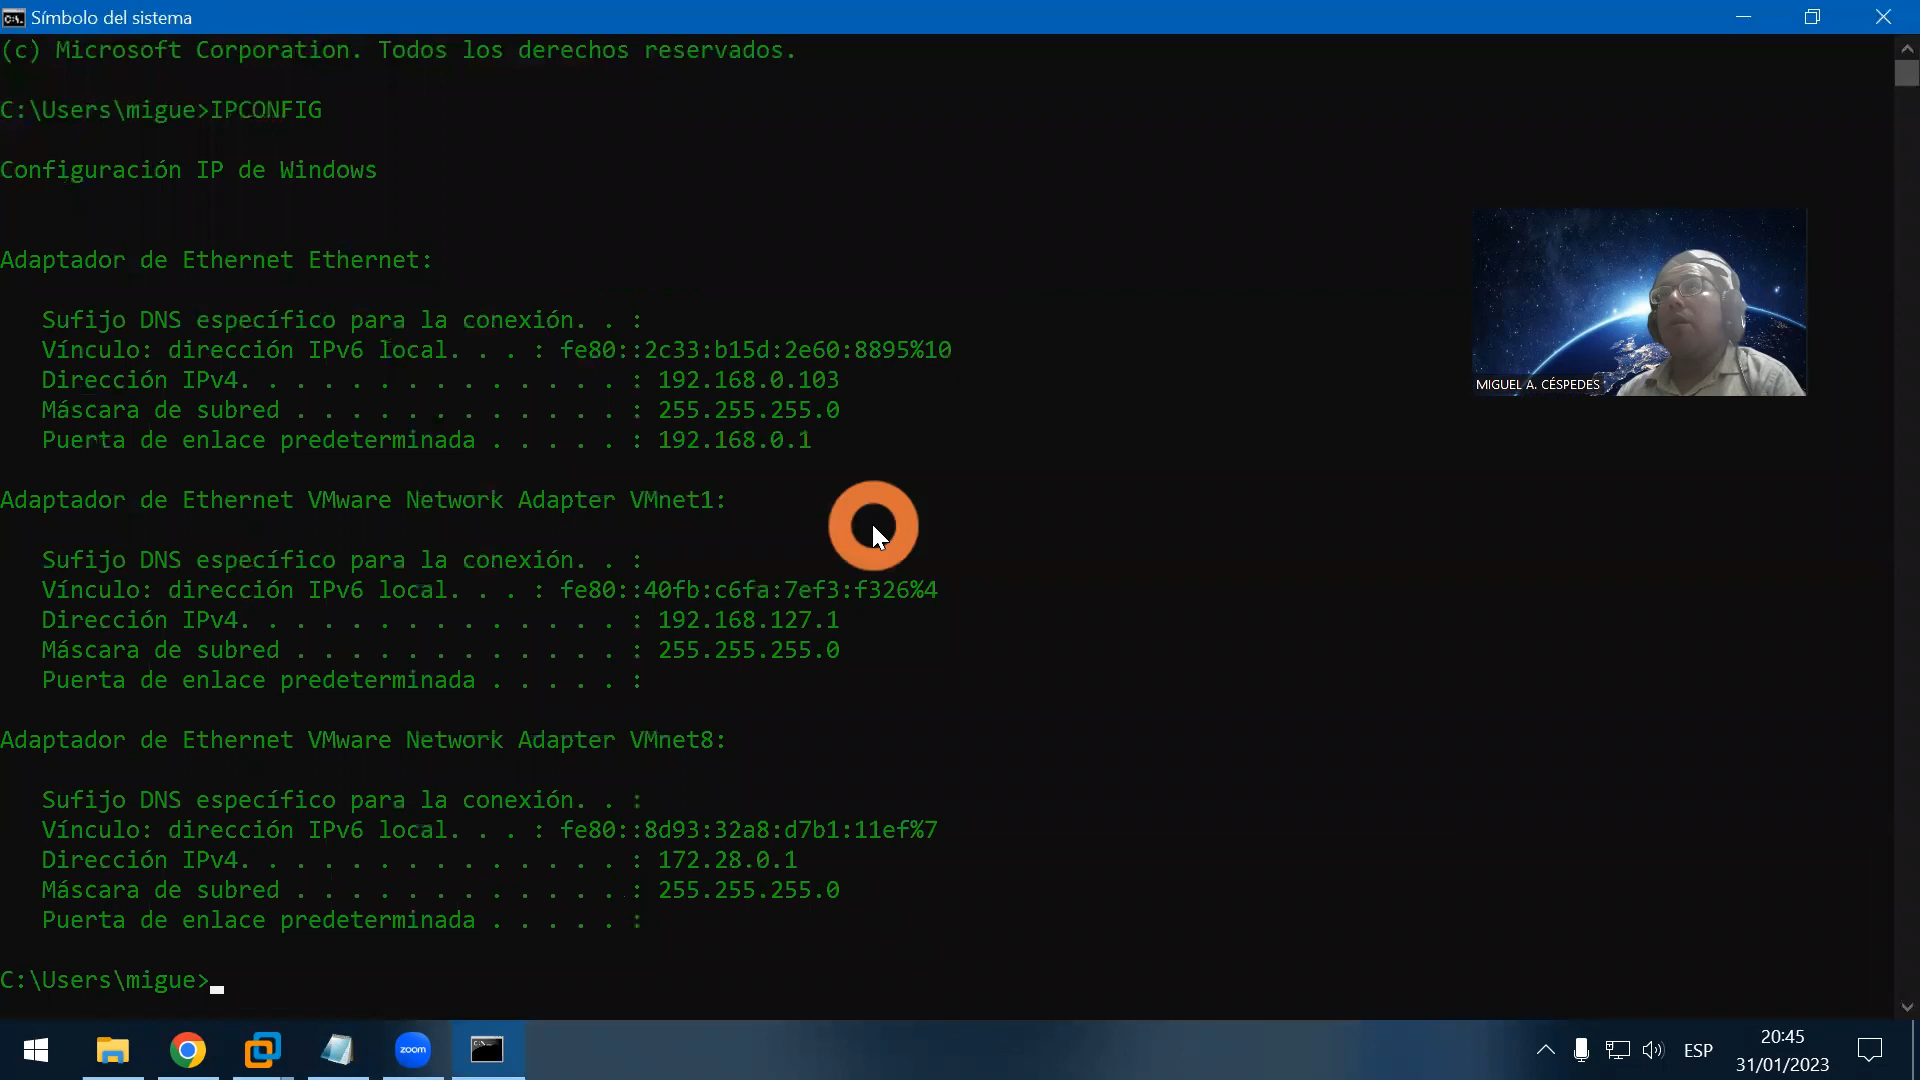 Símbolo del sistema
(c) Microsoft Corporation. Todos los derechos reservados.
C:\Users\migue>IPCONFIG
Configuración IP de Windows
Adaptador de Ethernet Ethernet:
Sufijo DNS específico para la conexión. . :
Vínculo: dirección IPv6 local. . . : fe80::2c33:b15d:2e60:8895%10
Dirección IPv4. . . . . . . . . . . . . . : 192.168.0.103
Máscara de subred . . . . . . . . . . . . : 255.255.255.0
Puerta de enlace predeterminada . . . . . : 192.168.0.1
Adaptador de Ethernet VMware Network Adapter VMnet1:
Sufijo DNS específico para la conexión. . :
Vínculo: dirección IPv6 local. . . : fe80::40fb:c6fa:7ef3:f326%4
Dirección IPv4. . . . . . . . . . . . . . : 192.168.127.1
Máscara de subred . . . . . . . . . . . . : 255.255.255.0
Puerta de enlace predeterminada . . . . . :
Adaptador de Ethernet VMware Network Adapter VMnet8:
Sufijo DNS específico para la conexión. . :
Vínculo: dirección IPv6 local. . . : fe80::8d93:32a8:d7b1:11ef%7
Dirección IPv4. . . . . . . . . . . . . . : 172.28.0.1
Máscara de subred . . . . . . . . . . . . : 255.255.255.0
Puerta de enlace predeterminada . . . . . :
C:\Users\migue>
MIGUEL A. CÉSPEDES
zoom
ESP
20:45
31/01/2023